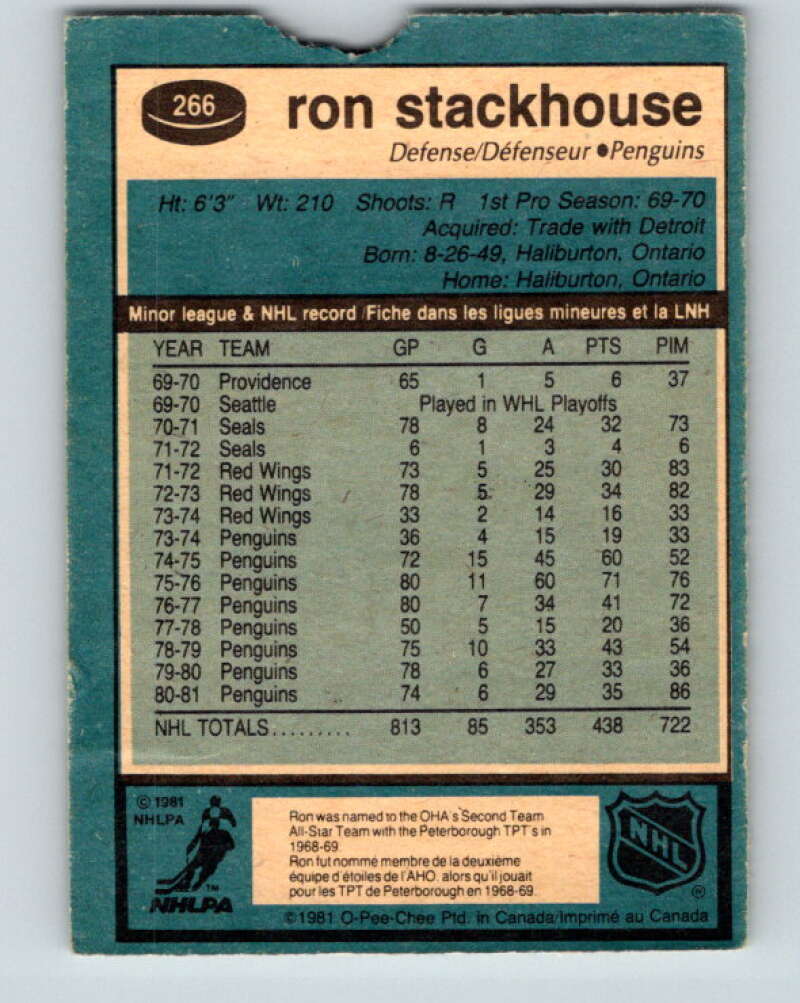 266
ron stackhouse
Defense/Défenseur ●Penguins
Ht: 6'3" Wt: 210 Shoots: R 1st Pro Season: 69-70
Acquired: Trade with Detroit
Born: 8-26-49, Haliburton, Ontario
Home: Haliburton, Ontario
Minor league & NHL record/Fiche dans les ligues mineures et la LNH
YEAR TEAM GP G A PTS PIM
69-70 Providence 65 1 5 6 37
69-70 Seattle Played in WHL Playoffs
70-71 Seals 78 8 24 32 73
71-72 Seals 6 1 3 4 6
71-72 Red Wings 73 5 25 30 83
72-73 Red Wings 78 5 29 34 82
73-74 Red Wings 33 2 14 16 33
73-74 Penguins 36 4 15 19 33
74-75 Penguins 72 15 45 60 52
75-76 Penguins 80 11 60 71 76
76-77 Penguins 80 7 34 41 72
77-78 Penguins 50 5 15 20 36
78-79 Penguins 75 10 33 43 54
79-80 Penguins 78 6 27 33 36
80-81 Penguins 74 6 29 35 86
NHL TOTALS......... 813 85 353 438 722
© 1981
NHLPA
Ron was named to the OHA's Second Team
All-Star Team with the Peterborough TPT's in
1968-69.
Ron fut nommé membre de la deuxième
équipe d'étoiles de l'AHO, alors qu'il jouait
pour les TPT de Peterborough en 1968-69.
TM
NHLPA
NHL
®
©1981 O-Pee-Chee Ptd. in Canada/Imprimé au Canada